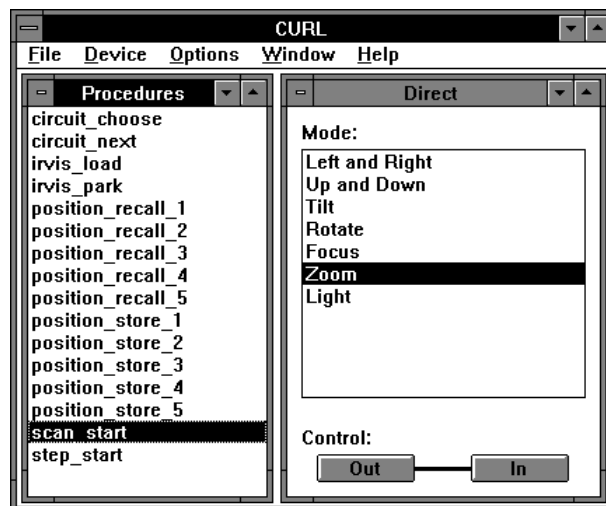 CURL
File Device Options Window Help
Procedures
circuit_choose
circuit_next
irvis_load
irvis_park
position_recall_1
position_recall_2
position_recall_3
position_recall_4
position_recall_5
position_store_1
position_store_2
position_store_3
position_store_4
position_store_5
scan_start
step_start
Direct
Mode:
Left and Right
Up and Down
Tilt
Rotate
Focus
Zoom
Light
Control:
Out In